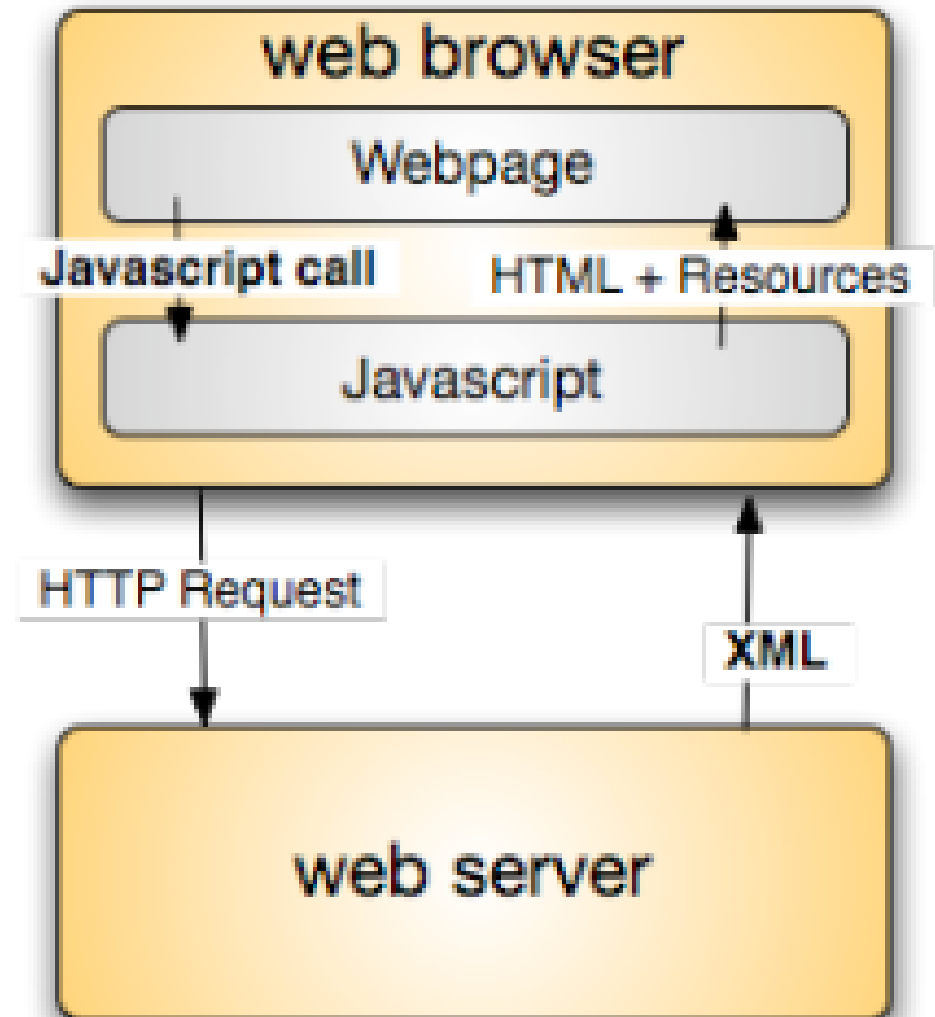 web browser
Webpage
Javascript call
HTML + Resources
Javascript
HTTP Request
XML
web server